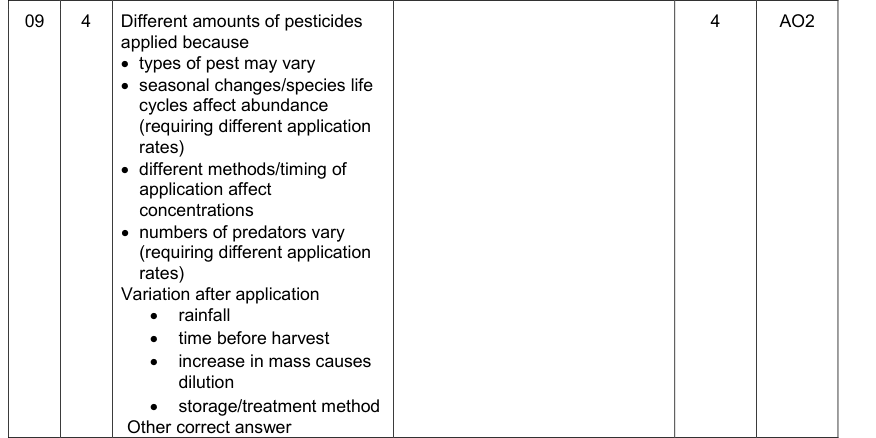 09 4 Different amounts of pesticides 4 AO2
applied because
• types of pest may vary
• seasonal changes/species life
cycles affect abundance
(requiring different application
rates)
• different methods/timing of
application affect
concentrations
• numbers of predators vary
(requiring different application
rates)
Variation after application
• rainfall
• time before harvest
• increase in mass causes
dilution
• storage/treatment method
Other correct answer